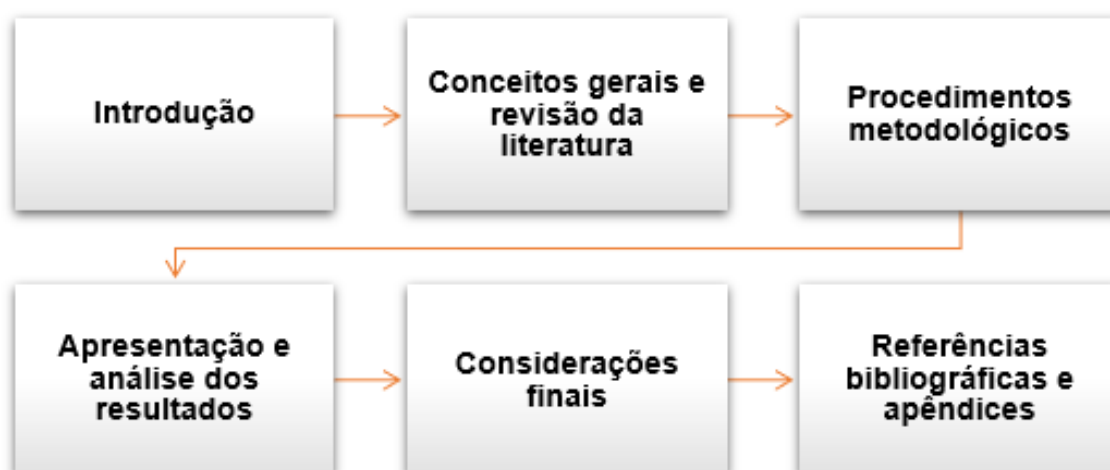 Introdução
Conceitos gerais e
revisão da
literatura
Procedimentos
metodológicos
Apresentação e
análise dos
resultados
Considerações
finais
Referências
bibliográficas e
apêndices